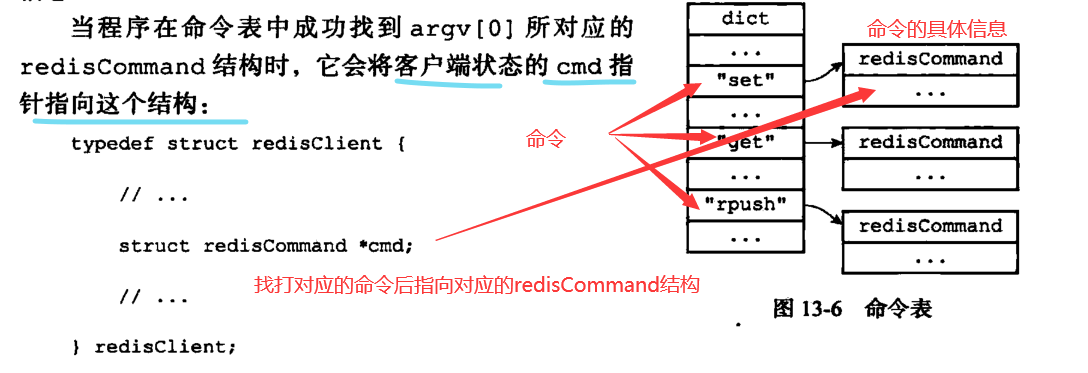 当程序在命令表中成功找到 argv[0] 所对应的
redisCommand 结构时，它会将客户端状态的 cmd 指
针指向这个结构：
typedef struct redisClient {
// ...
struct redisCommand *cmd;
// ...
} redisClient;
命令
找打对应的命令后指向对应的redisCommand结构
命令的具体信息
dict
...
"set"
...
"get"
...
"rpush"
...
redisCommand
...
redisCommand
...
redisCommand
...
图 13-6 命令表